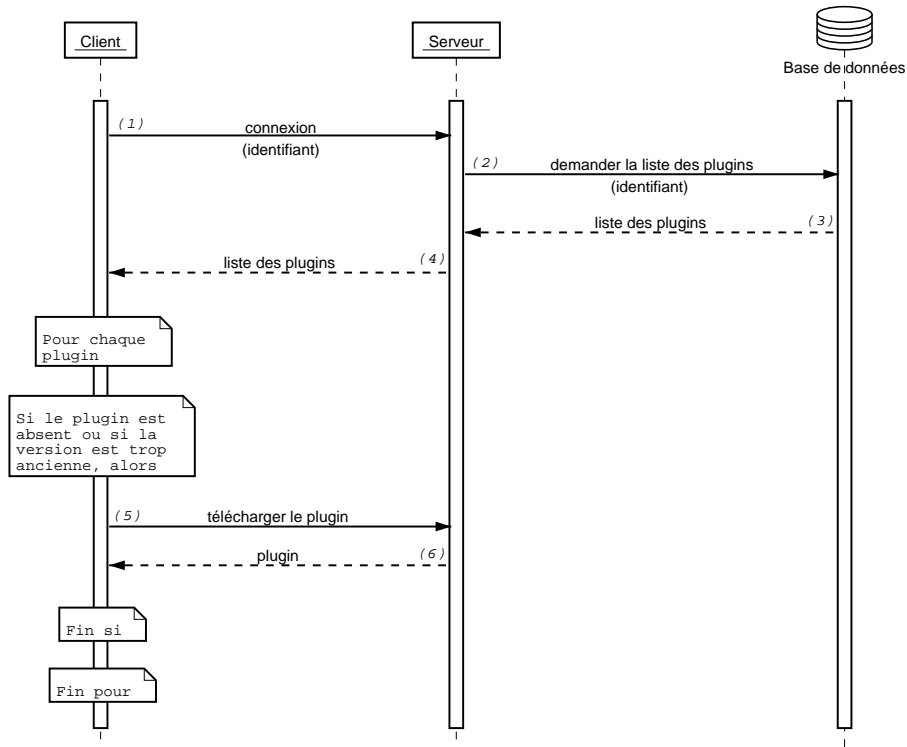 Client
Serveur
Base de données
(1)
connexion
(identifiant)
(2)
demander la liste des plugins
(identifiant)
liste des plugins
(3)
liste des plugins
(4)
Pour chaque
plugin
Si le plugin est
absent ou si la
version est trop
ancienne, alors
(5)
télécharger le plugin
plugin
(6)
Fin si
Fin pour